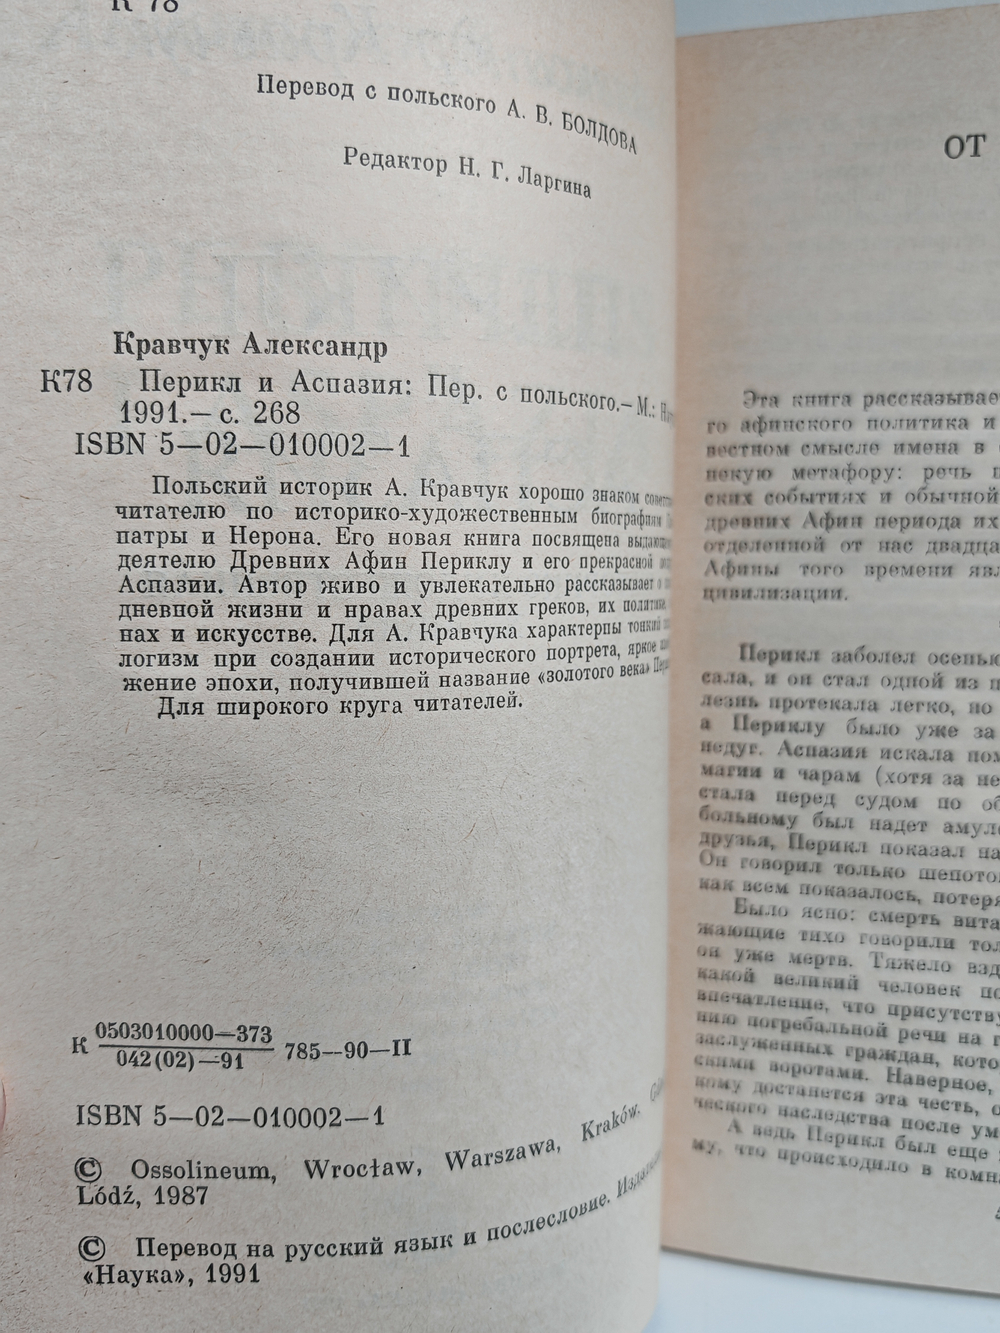 К 78
Перевод с польского А. В. БОЛДОВА
Редактор Н. Г. Ларгина
Кравчук Александр
К78 Перикл и Аспазия: Пер. с польского.– М.:
1991.– с. 268
ISBN 5—02—010002—1
Польский историк А. Кравчук хорошо знаком
читателю по историко-художественным биографиям
патры и Нерона. Его новая книга посвящена
деятелю Древних Афин Периклу и его прекрасной
Аспазии. Автор живо и увлекательно рассказывает о
дневной жизни и нравах древних греков, их
нах и искусстве. Для А. Кравчука характерны тонкий
логизм при создании исторического портрета, яркое
жение эпохи, получившей название «золотого века»
Для широкого круга читателей.
К 0503010000—373
042(02)—91 785—90—II
ISBN 5—02—010002—1
© Ossolineum, Wrocław, Warszawa, Kraków,
Lódź, 1987
© Перевод на русский язык и послесловие.
«Наука», 1991
ОТ
Эта книга рассказывае
го афинского политика и
вестном смысле имена в
нскую метафору: речь
ских событиях и обычной
древних Афин периода их
отделенной от нас двадца
Афины того времени явл
цивилизации.
Перикл заболел осенью
сала, и он стал одной из
лезнь протекала легко, но
а Периклу было уже за
недуг. Аспазия искала пом
магии и чарам (хотя за не
стала перед судом по об
больному был надет амуле
друзья, Перикл показал на
Он говорил только шепото
как всем показалось, потеря
Было ясно: смерть вита
жающие тихо говорили тол
он уже мертв. Тяжело взд
какой великий человек по
впечатление, что присутству
нию погребальной речи на
заслуженных граждан, кото
скими воротами. Наверное,
кому достанется эта честь,
ческого наследства после ум
А ведь Перикл был еще
му, что происходило в комн